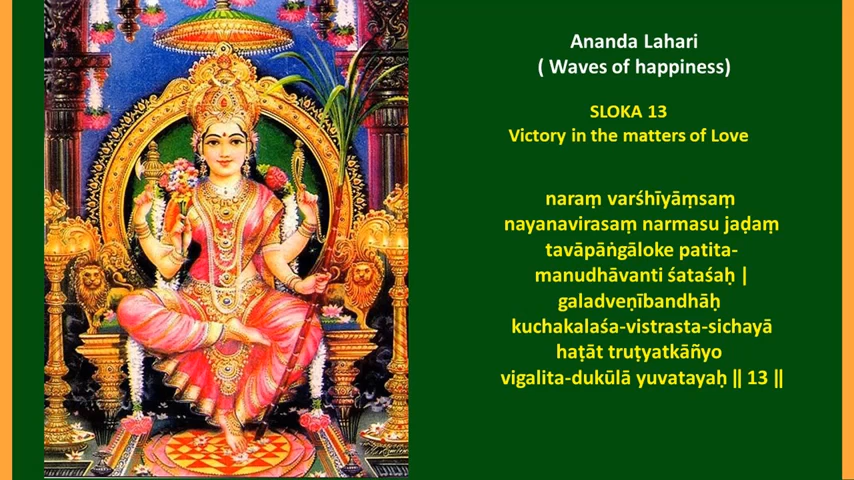 Ananda Lahari
( Waves of happiness)
SLOKA 13
Victory in the matters of Love
naraṃ varśhīyāṃsaṃ
nayanavirasaṃ narmasu jaḍaṃ
tavāpāṅgāloke patita-
manudhāvanti śataśaḥ |
galadveṇībandhāḥ
kuchakalaśa-vistrasta-sichayā
haṭāt truṭyatkāñyo
vigalita-dukūlā yuvatayaḥ ‖ 13 ‖